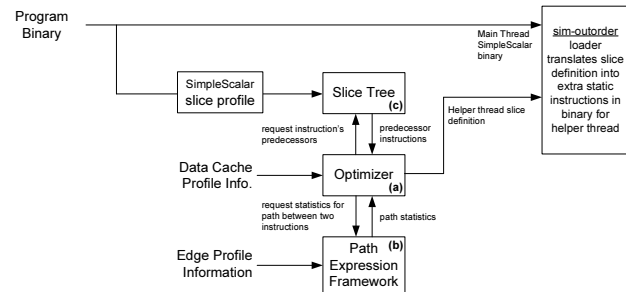 Program
Binary
Main Thread
SimpleScalar
binary
sim-outorder
loader
translates slice
definition into
extra static
instructions in
binary for
helper thread
SimpleScalar
slice profile
Slice Tree
(c)
request instruction's
predecessors
predecessor
instructions
Helper thread slice
definition
Data Cache
Profile Info.
Optimizer
(a)
request statistics for
path between two
instructions
path statistics
Edge Profile
Information
Path (b)
Expression
Framework